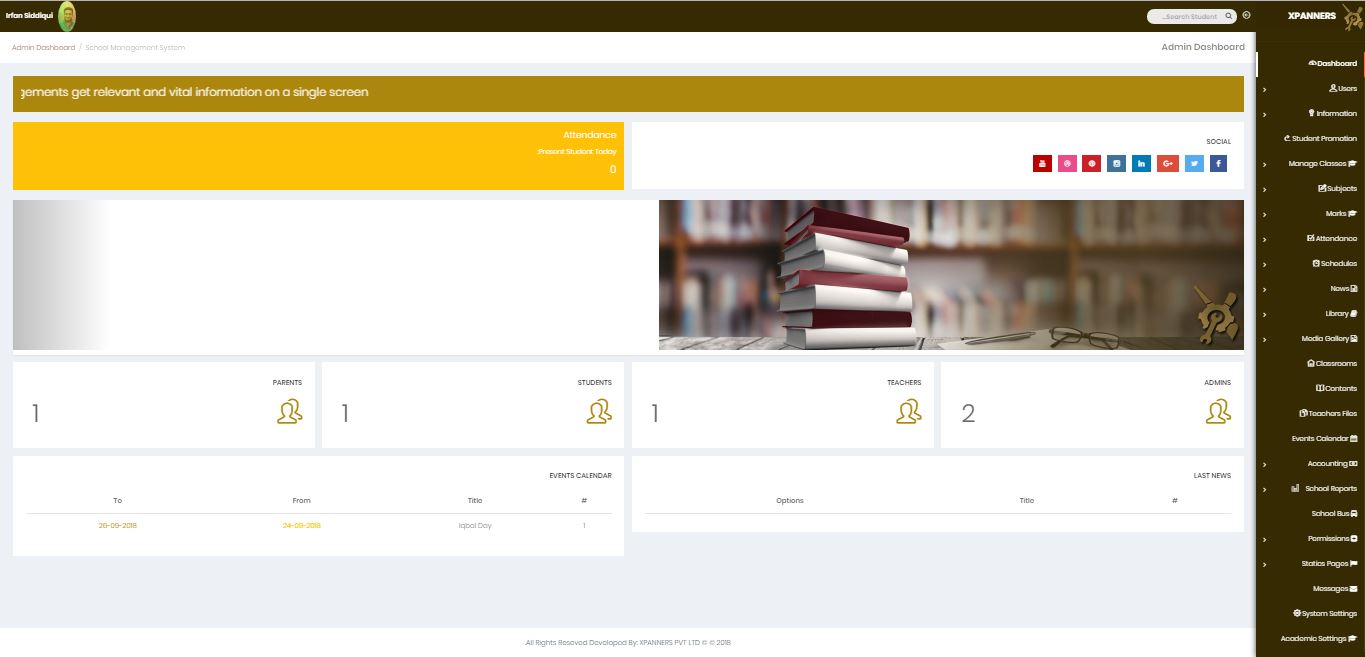 Irfan Siddiqui
...Search Student
XPANNERS
Admin Dashboard / School Management System
Admin Dashboard
gements get relevant and vital information on a single screen
Attendance
:Present Student Today
0
SOCIAL
PARENTS
1
STUDENTS
1
TEACHERS
1
ADMINS
2
EVENTS CALENDAR
To From Title #
26-09-2018 24-09-2018 Iqbal Day 1
LAST NEWS
Options Title #
.All Rights Reseved Developed By: XPANNERS PVT LTD © © 2018
Dashboard
Users
Information
Student Promotion
Manage Classes
Subjects
Marks
Attendance
Schedules
News
Library
Media Gallery
Classrooms
Contents
Teachers Files
Events Calendar
Accounting
School Reports
School Bus
Permissions
Statics Pages
Messages
System Settings
Academic Settings